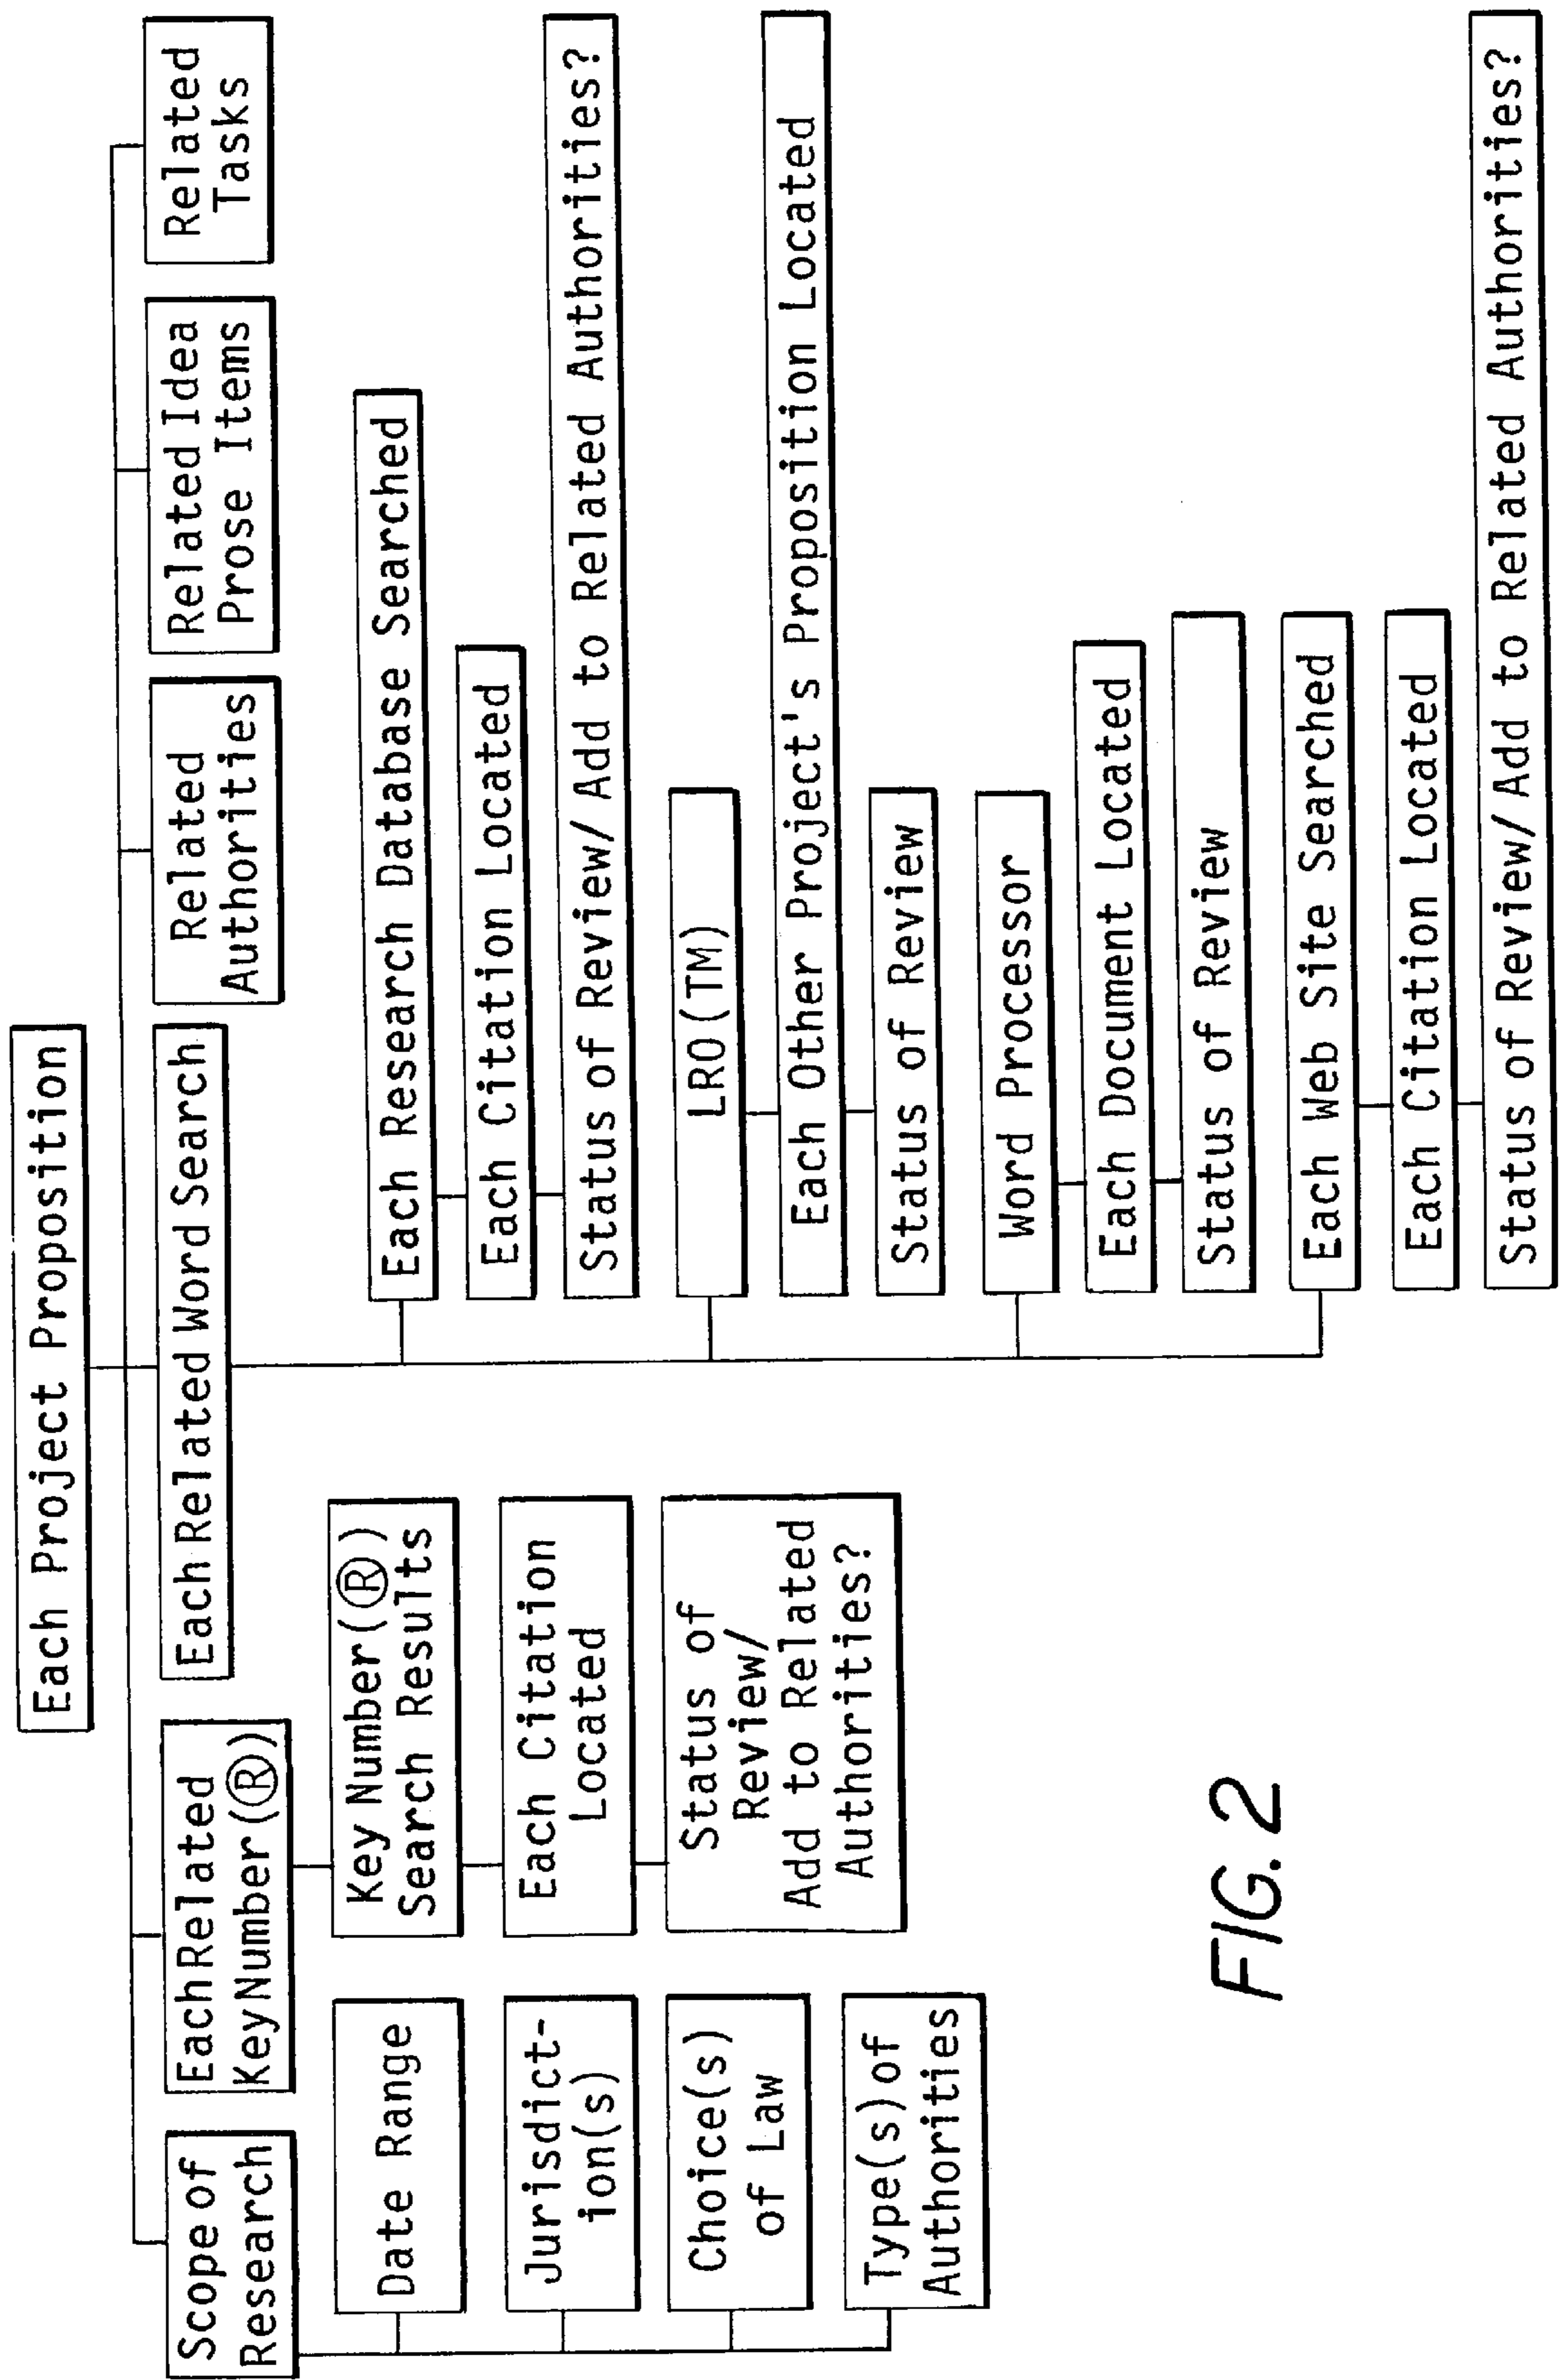 Each Project Proposition
Scope of
Research
Each Related
Key Number(®)
Each Related Word Search
Related
Authorities
Related Idea
Prose Items
Related
Tasks
Date Range
Jurisdict-
ion(s)
Choice(s)
of Law
Type(s) of
Authorities
Key Number(®)
Search Results
Each Citation
Located
Status of
Review/
Add to Related
Authorities?
Each Research Database Searched
Each Citation Located
Status of Review/Add to Related Authorities?
LRO(TM)
Each Other Project's Proposition Located
Status of Review
Word Processor
Each Document Located
Status of Review
Each Web Site Searched
Each Citation Located
Status of Review/Add to Related Authorities?
FIG. 2